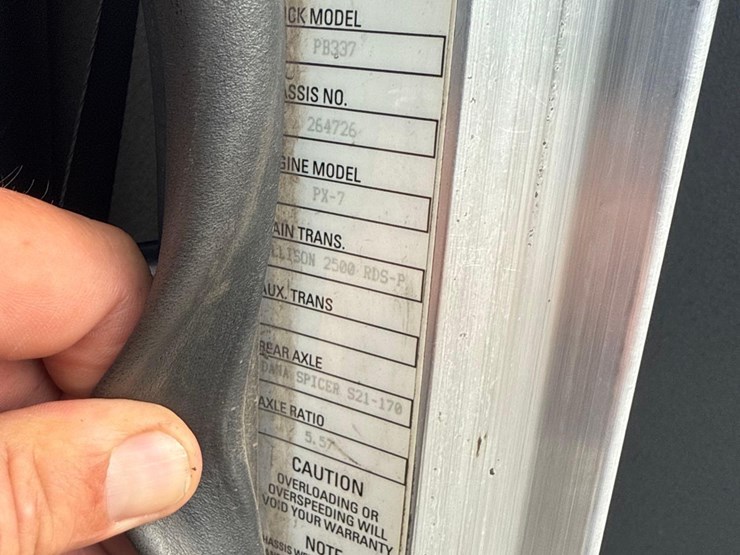 CK MODEL
PB337
ASSIS NO.
264726
GINE MODEL
PX-7
AIN TRANS.
LLISON 2500 RDS-P
AUX. TRANS
REAR AXLE
DANA SPICER S21-170
AXLE RATIO
5.57
CAUTION
OVERLOADING OR
OVERSPEEDING WILL
VOID YOUR WARRANTY
NOTE
HASSIS